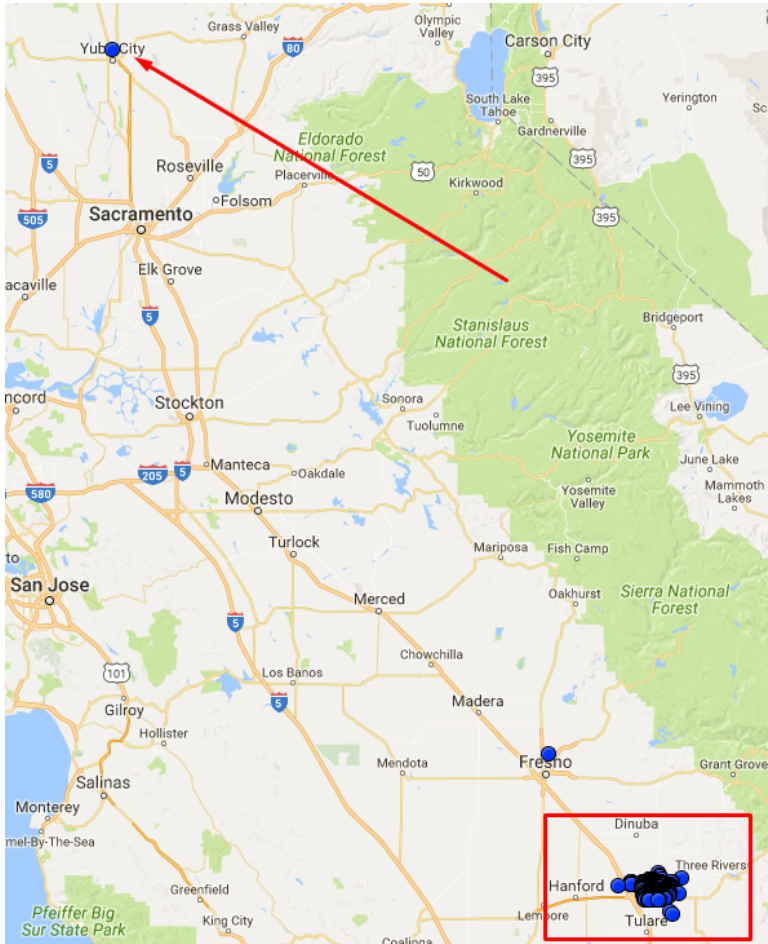 Grass Valley
Olympic
Valley
Yub City
80
Carson City
395
South Lake
Tahoe
Yerington
Gardnerville
Eldorado
National Forest
395
5
Roseville
Placerville
50
Kirkwood
Folsom
505
Sacramento
395
Elk Grove
acaville
5
Bridgeport
Stanislaus
National Forest
395
ncord
Stockton
Sonora
Lee Vining
Tuolumne
Yosemite
National Park
June Lake
Manteca
205
5
Oakdale
580
Mammoth
Lakes
Yosemite
Valley
Modesto
Turlock
to
Mariposa
Fish Camp
San Jose
Sierra National
Forest
Oakhurst
Merced
5
Chowchilla
101
Los Banos
5
Gilroy
Madera
Hollister
Fresno
Mendota
Grant Grove
Salinas
Monterey
Dinuba
mel-By-The-Sea
Three Rivers
Hanford
Greenfield
Lemoore
Pfeiffer Big
Sur State Park
King City
Tulare
Coalinga